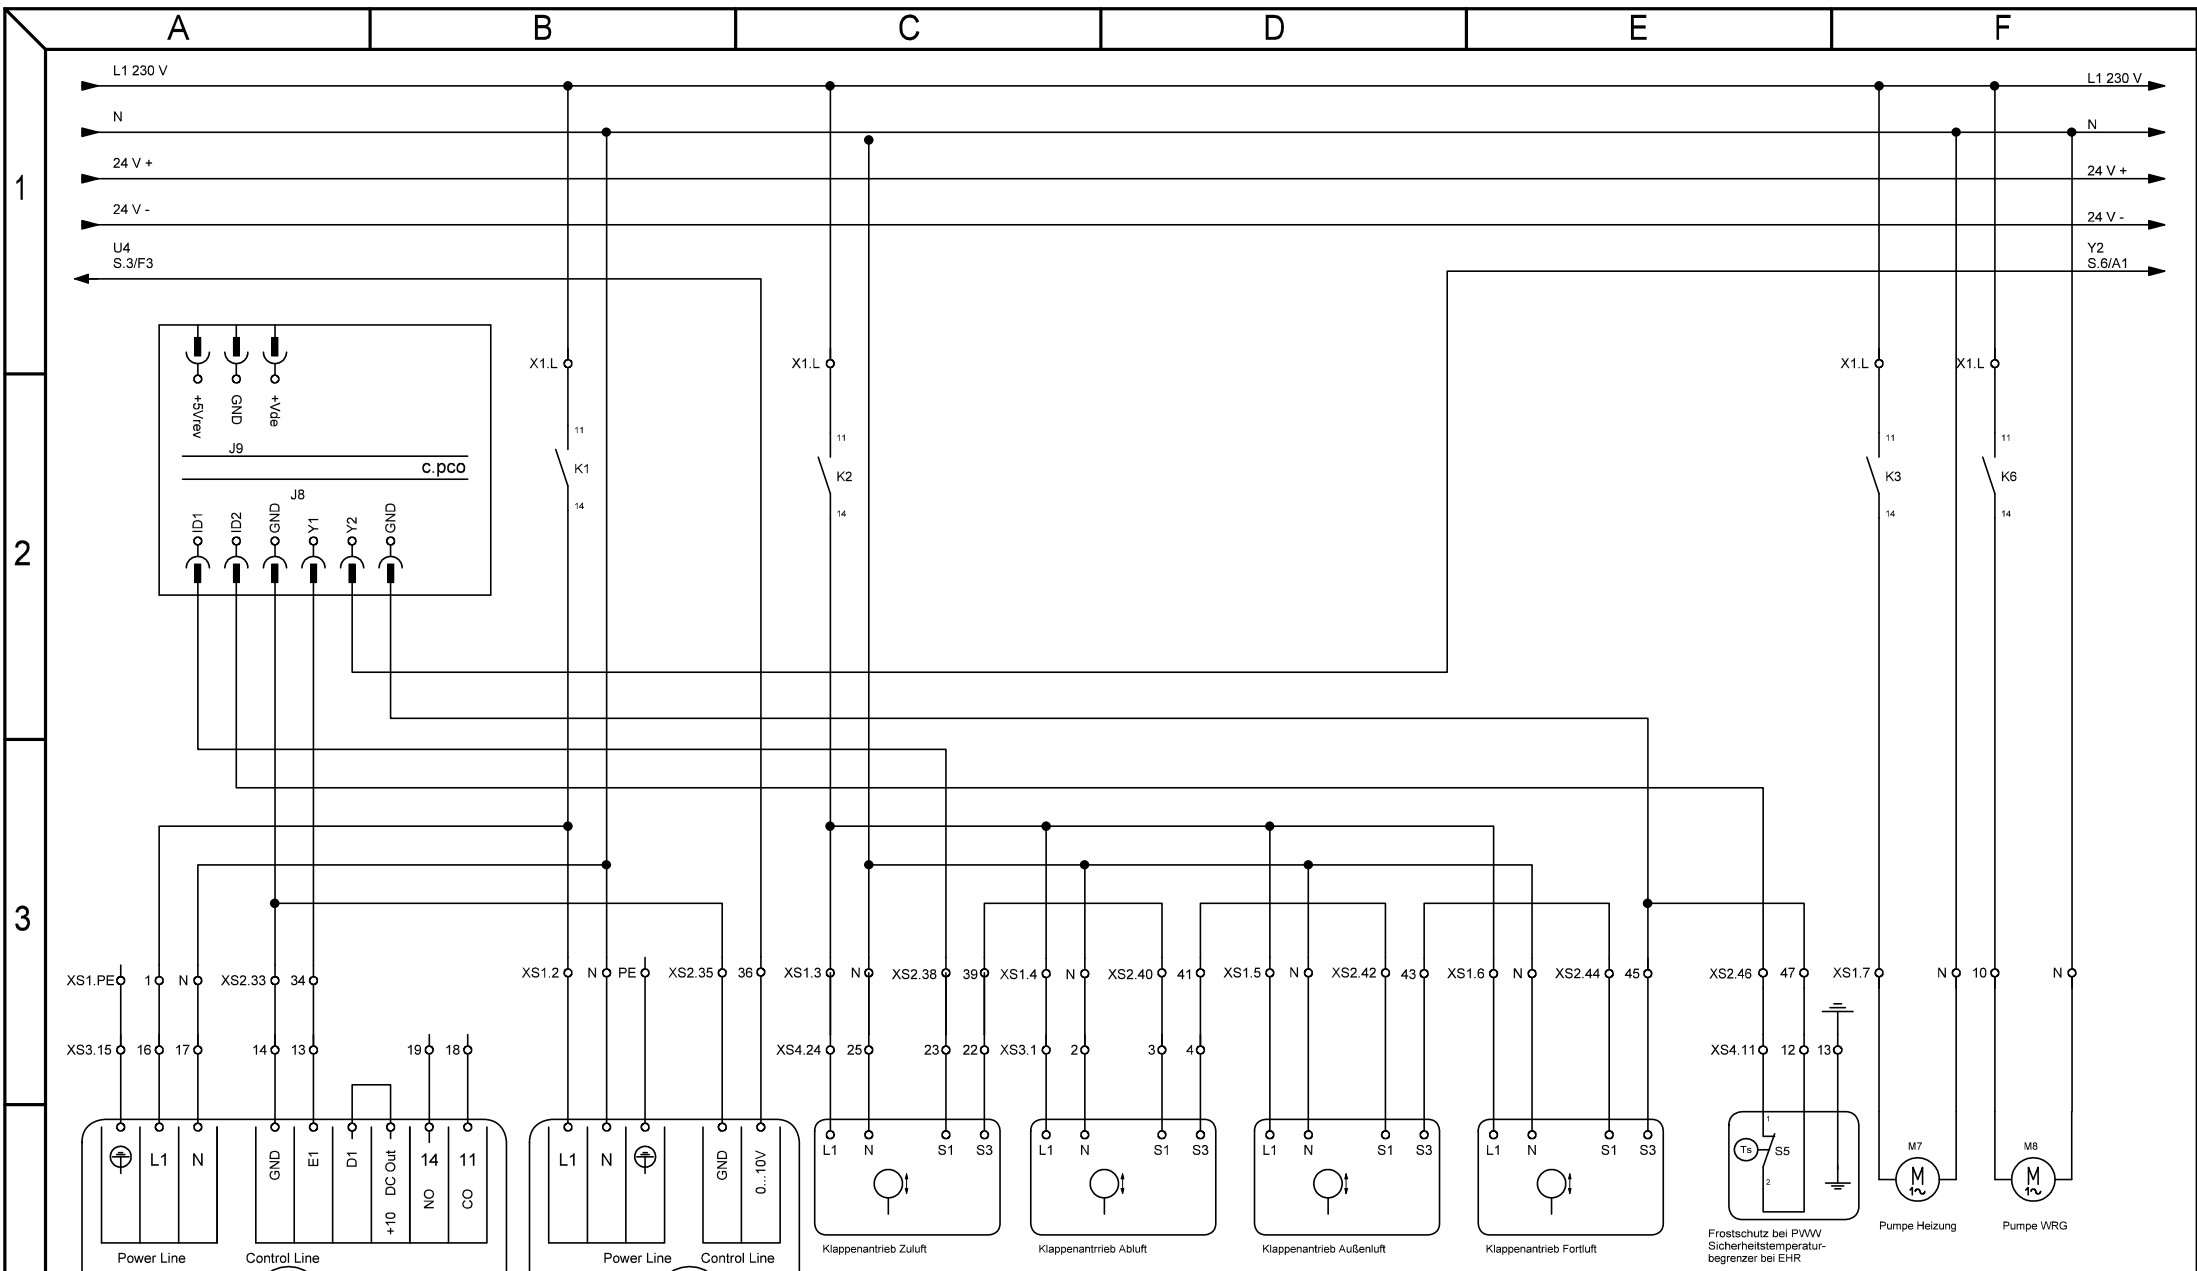 A B C D E F
L1 230 V L1 230 V
N N
24 V + 24 V +
1
24 V - 24 V -
U4 Y2
S.3/F3 S.6/A1
X1.L X1.L X1.L X1.L
+5Vrev GND +Vde
11 11 11 11
J9
c.pco K1 K2 K3 K6
J8
14 14 14 14
ID1 ID2 GND Y1 Y2 GND
2
3
XS1.PE 1 N XS2.33 34 XS1.2 N PE XS2.35 36 XS1.3 N XS2.38 39 XS1.4 N XS2.40 41 XS1.5 N XS2.42 43 XS1.6 N XS2.44 45 XS2.46 47 XS1.7 N 10 N
XS3.15 16 17 14 13 19 18 XS4.24 25 23 22 XS3.1 2 3 4 XS4.11 12 13
L1 N GND E1 D1 +10 DC Out 14 NO 11 CO
L1 N GND 0...10V
L1 N S1 S3 L1 N S1 S3 L1 N S1 S3 L1 N S1 S3
1
Ts S5
2
M7 M8
M M
1~ 1~
Power Line Control Line Power Line Control Line
Klappenantrieb Zuluft Klappenantrrieb Abluft Klappenantrieb Außenluft Klappenantrieb Fortluft
Frostschutz bei PWW
Sicherheitstemperatur-
begrenzer bei EHR
Pumpe Heizung Pumpe WRG